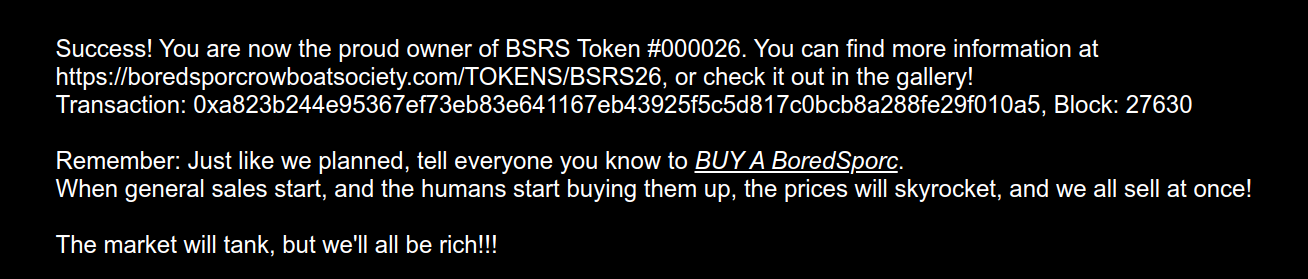 Success! You are now the proud owner of BSRS Token #000026. You can find more information at
https://boredsporcrowboatsociety.com/TOKENS/BSRS26, or check it out in the gallery!
Transaction: 0xa823b244e95367ef73eb83e641167eb43925f5c5d817c0bcb8a288fe29f010a5, Block: 27630
Remember: Just like we planned, tell everyone you know to BUY A BoredSporc.
When general sales start, and the humans start buying them up, the prices will skyrocket, and we all sell at once!
The market will tank, but we'll all be rich!!!